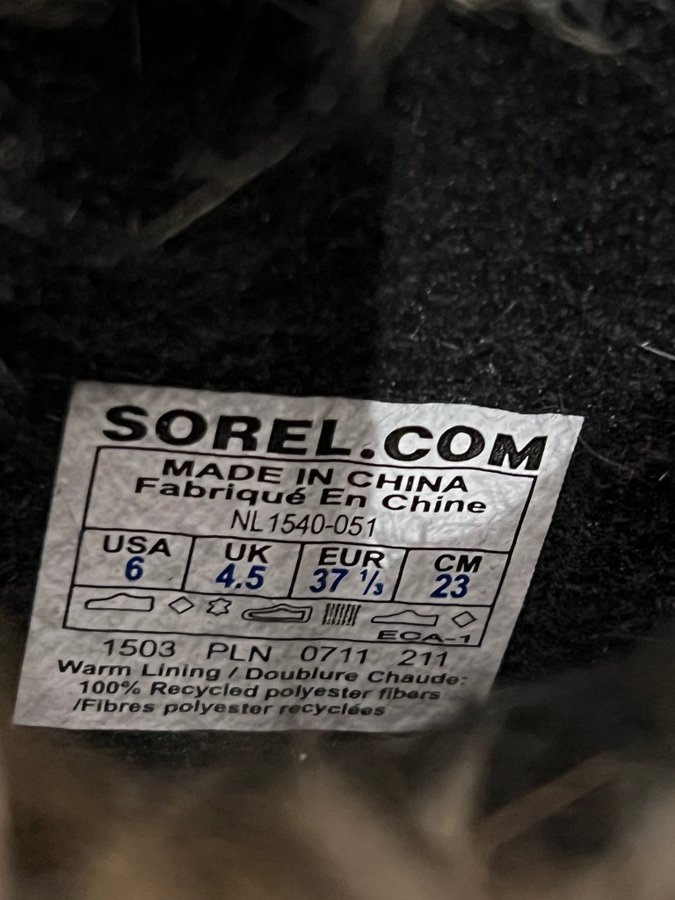 SOREL.COM
MADE IN CHINA
Fabriqué En Chine
NL1540-051
USA UK EUR CM
6 4.5 37 ⅓ 23
ECA-1
1503 PLN 0711 211
Warm Lining / Doublure Chaude:
100% Recycled polyester fibers
/Fibres polyester recyclées